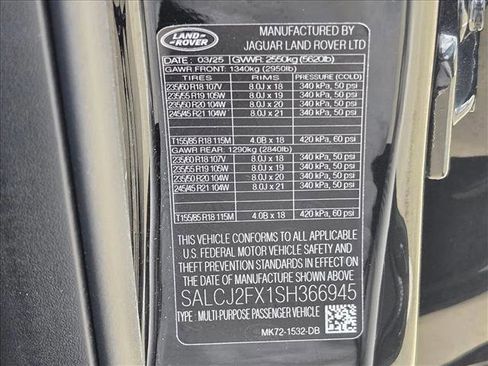 LAND ROVER
MANUFACTURED BY
JAGUAR LAND ROVER LTD
DATE : 03/25 GVWR: 2550kg (5620lb)
GAWR FRONT: 1340kg (2950lb)
TIRES RIMS PRESSURE (COLD)
235/60 R18 107V 8.0J x 18 340 kPa, 50 psi
235/55 R19 105W 8.0J x 19 340 kPa, 50 psi
235/50 R20 104W 8.0J x 20 340 kPa, 50 psi
245/45 R21 104W 8.0J x 21 340 kPa, 50 psi
T155/85 R18 115M 4.0B x 18 420 kPa, 60 psi
GAWR REAR: 1290kg (2840lb)
235/60 R18 107V 8.0J x 18 340 kPa, 50 psi
235/55 R19 105W 8.0J x 19 340 kPa, 50 psi
235/50 R20 104W 8.0J x 20 340 kPa, 50 psi
245/45 R21 104W 8.0J x 21 340 kPa, 50 psi
T155/85 R18 115M 4.0B x 18 420 kPa, 60 psi
THIS VEHICLE CONFORMS TO ALL APPLICABLE
U.S. FEDERAL MOTOR VEHICLE SAFETY AND
THEFT PREVENTION STANDARDS IN EFFECT ON THE
DATE OF MANUFACTURE SHOWN ABOVE
SALCJ2FX1SH366945
TYPE : MULTI PURPOSE PASSENGER VEHICLE
MK72-1532-DB